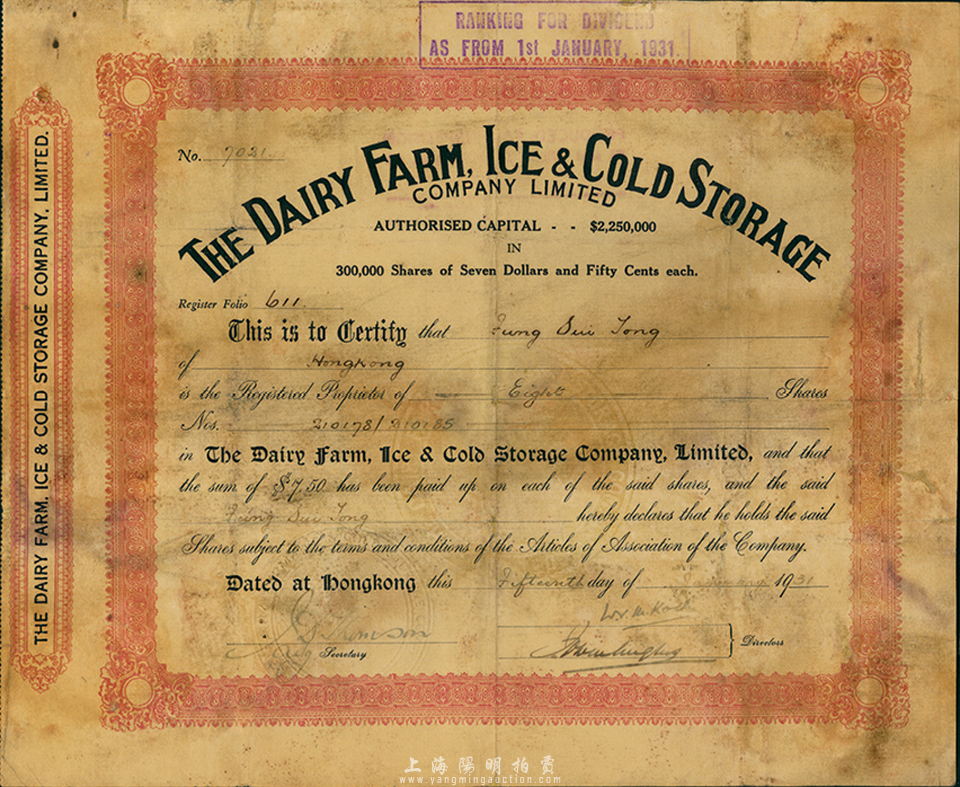 RANKING FOR DIVIDEND
AS FROM 1st JANUARY, 1931.
THE DAIRY FARM, ICE & COLD STORAGE COMPANY, LIMITED.
No. 7021.
THE DAIRY FARM, ICE & COLD STORAGE
COMPANY LIMITED
AUTHORISED CAPITAL - - $2,250,000
IN
300,000 Shares of Seven Dollars and Fifty Cents each.
Register Folio 611.
This is to Certify that Fung Sui Tong
of Hongkong
is the Registered Proprietor of Eight Shares
Nos. 210178/210185
in The Dairy Farm, Ice & Cold Storage Company, Limited, and that
the sum of $7.50 has been paid up on each of the said shares, and the said
Fung Sui Tong hereby declares that he holds the said
Shares subject to the terms and conditions of the Articles of Association of the Company.
Dated at Hongkong this Fifteenth day of January 1931
Thomson
Secretary
Directors
上海陽明拍賣
www.yangmingauction.com